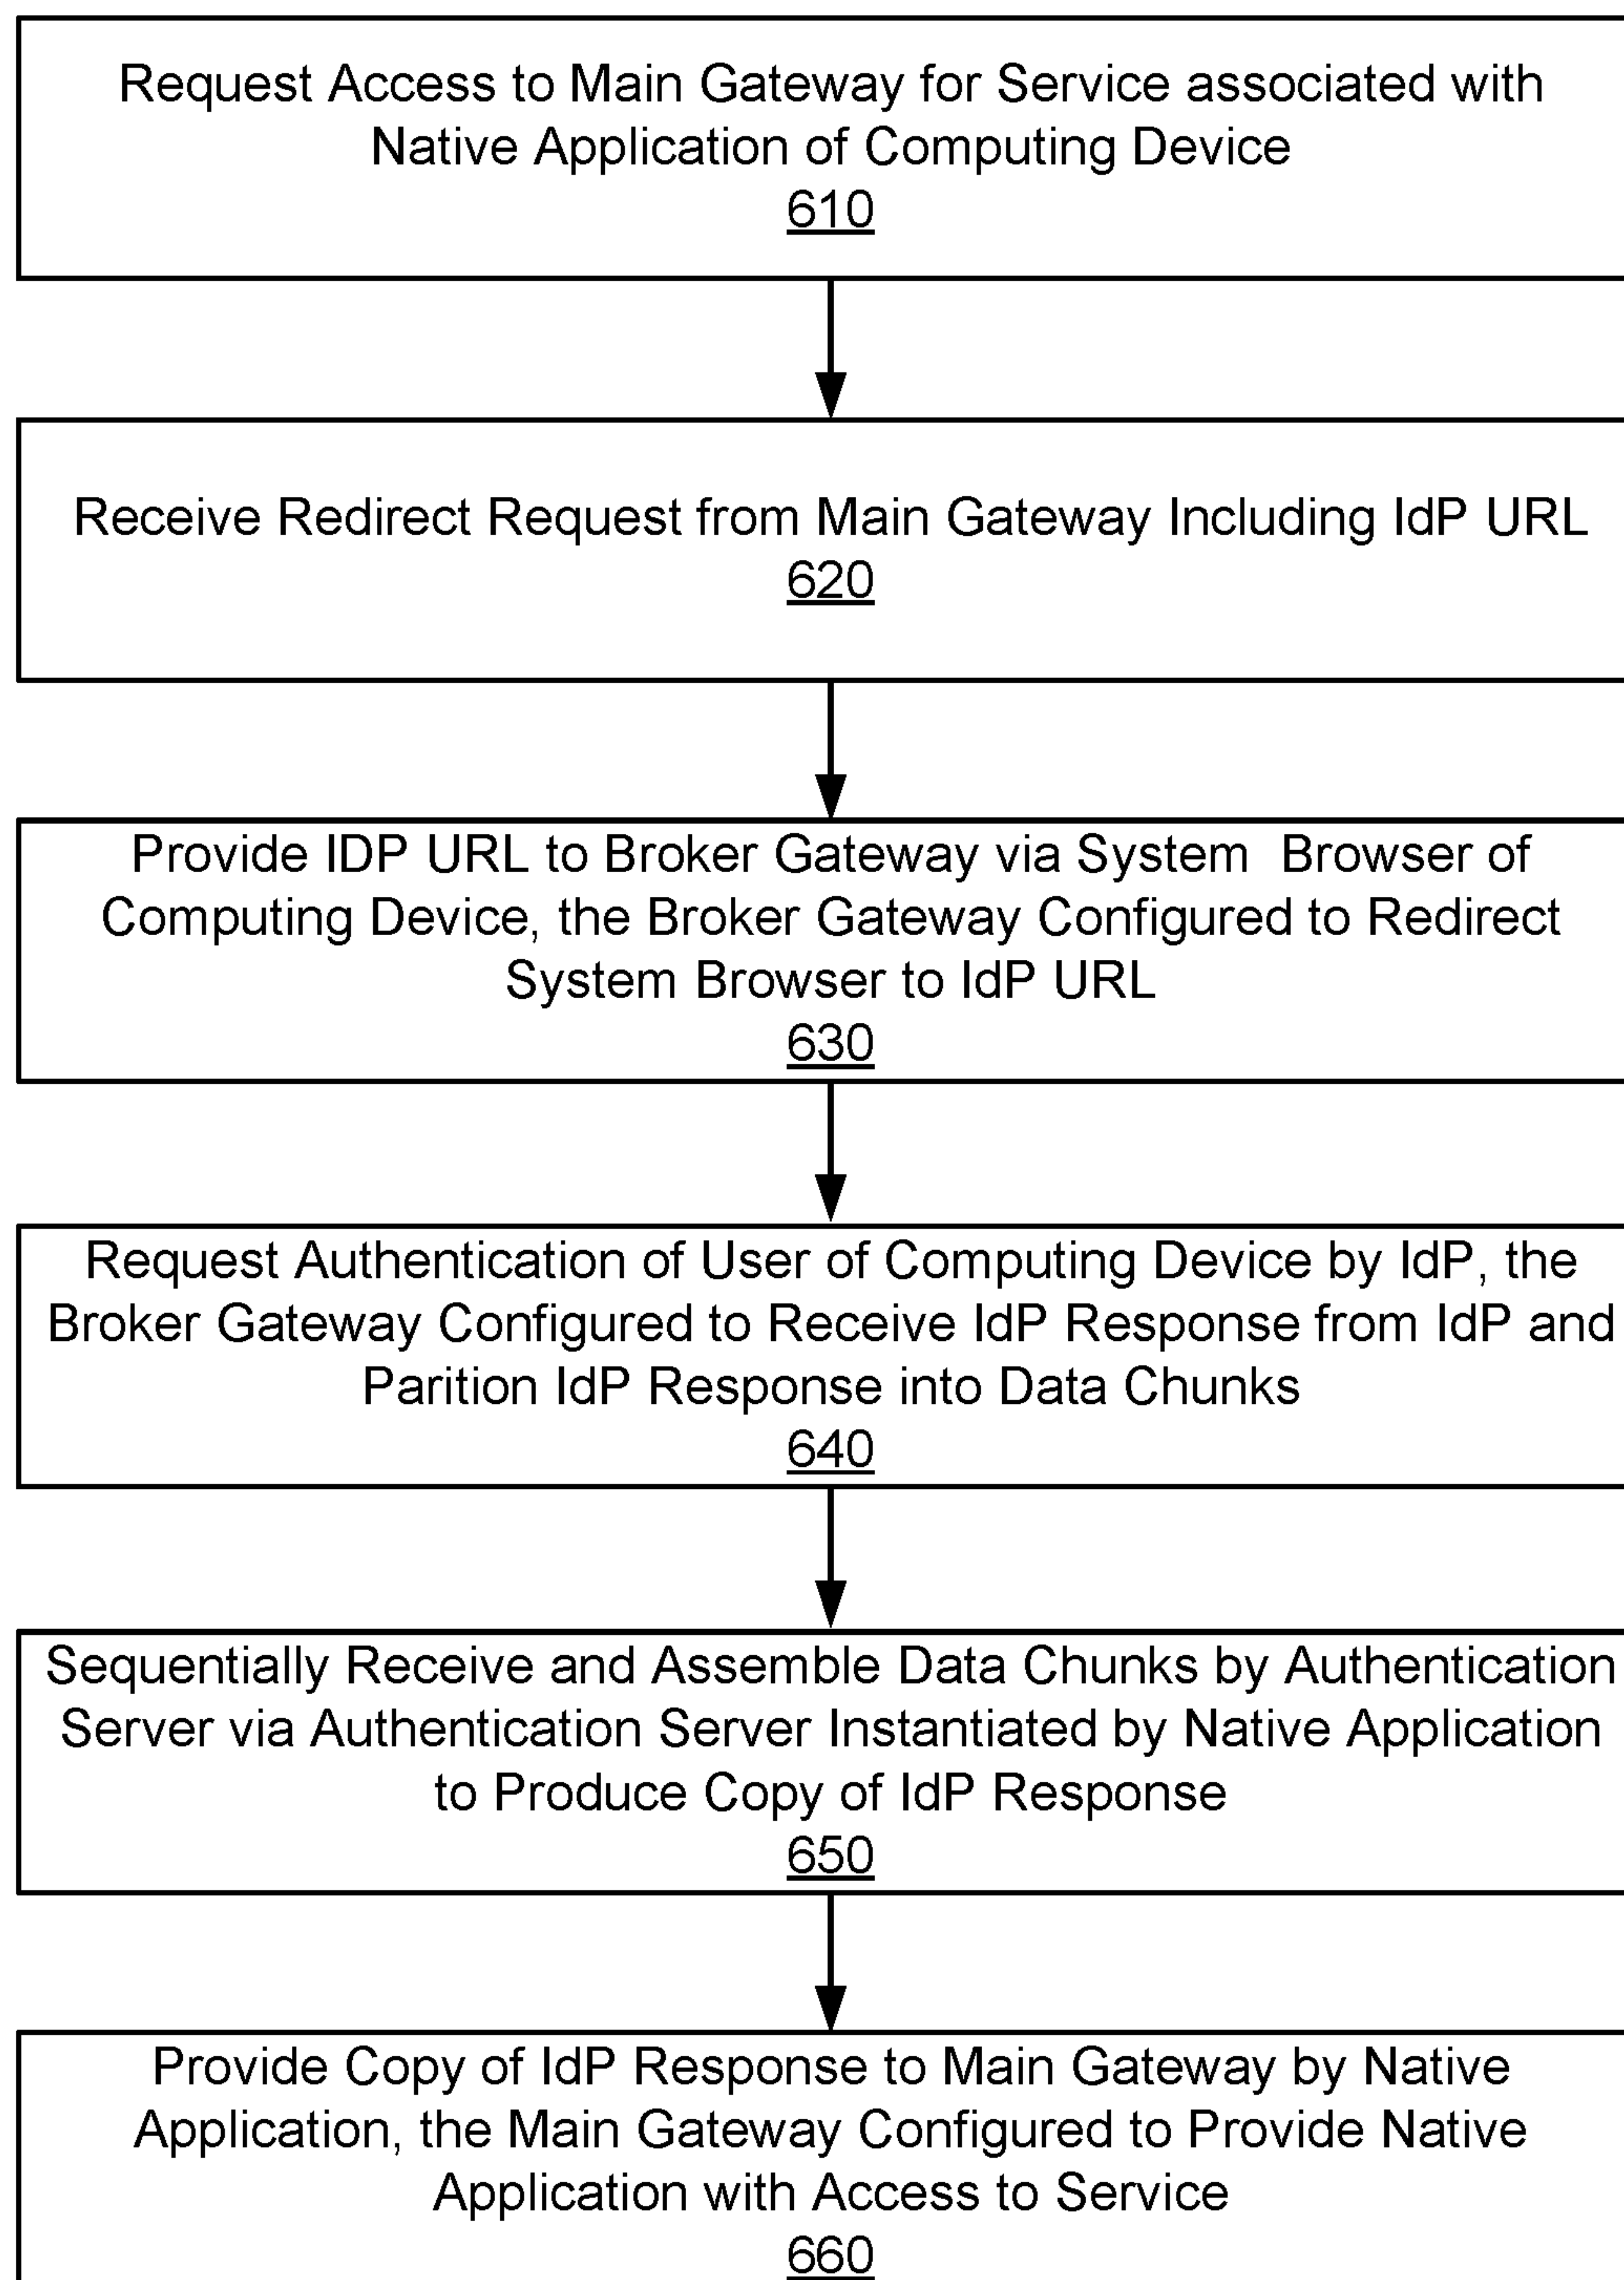 Request Access to Main Gateway for Service associated with
Native Application of Computing Device
610
Receive Redirect Request from Main Gateway Including IdP URL
620
Provide IDP URL to Broker Gateway via System Browser of
Computing Device, the Broker Gateway Configured to Redirect
System Browser to IdP URL
630
Request Authentication of User of Computing Device by IdP, the
Broker Gateway Configured to Receive IdP Response from IdP and
Parition IdP Response into Data Chunks
640
Sequentially Receive and Assemble Data Chunks by Authentication
Server via Authentication Server Instantiated by Native Application
to Produce Copy of IdP Response
650
Provide Copy of IdP Response to Main Gateway by Native
Application, the Main Gateway Configured to Provide Native
Application with Access to Service
660